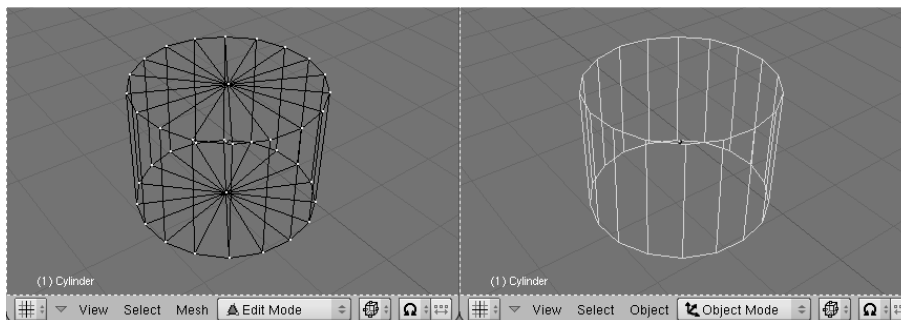 (1) Cylinder
View Select Mesh Edit Mode
(1) Cylinder
View Select Object Object Mode